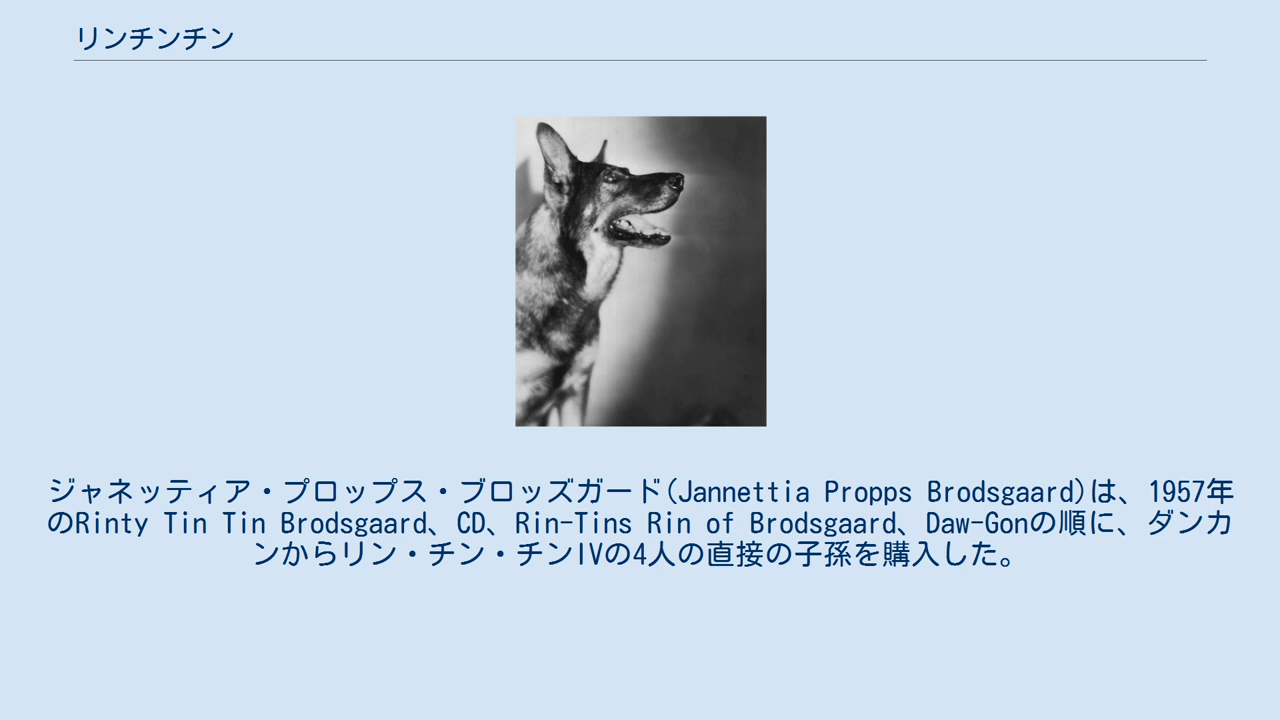 リンチンチン
ジャネッティア・プロップス・ブロッズガード(Jannettia Propps Brodsgaard)は、1957年
のRinty Tin Tin Brodsgaard、CD、Rin-Tins Rin of Brodsgaard、Daw-Gonの順に、ダンカ
ンからリン・チン・チンIVの4人の直接の子孫を購入した。